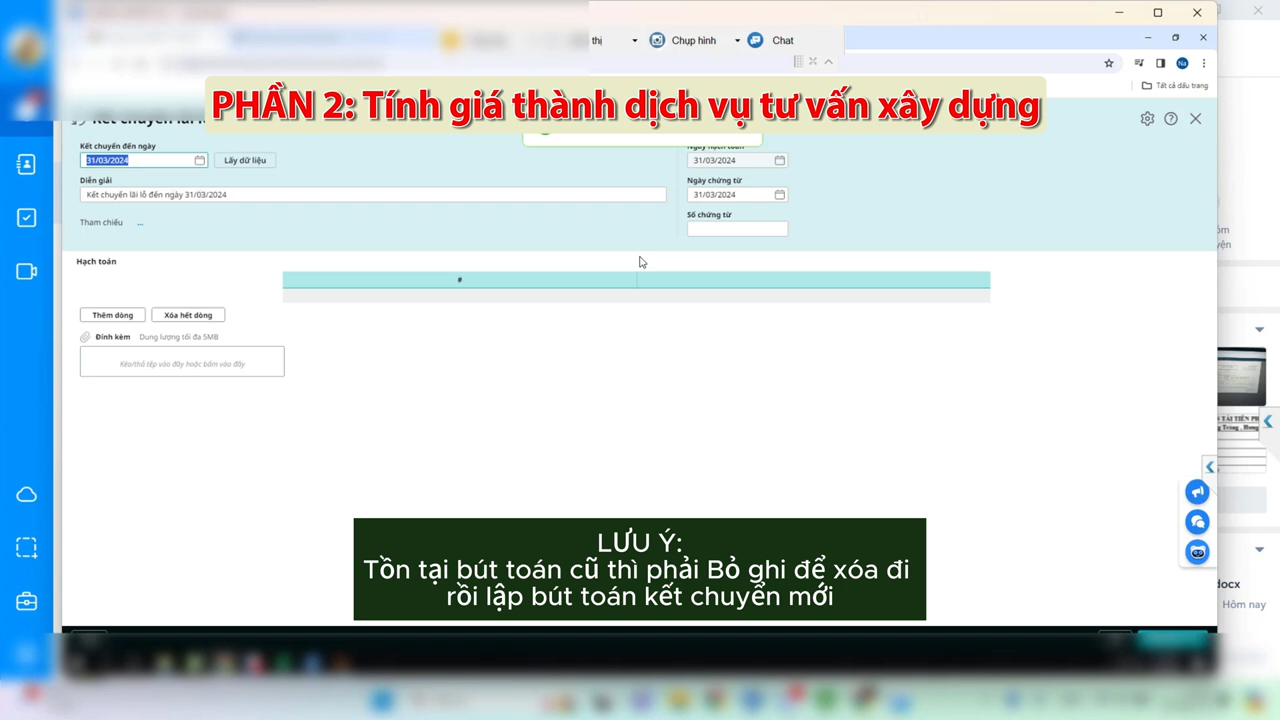 thị
Chụp hình
Chat
Na
Tất cả dấu trang
PHẦN 2: Tính giá thành dịch vụ tư vấn xây dựng
Kết chuyển đến ngày
31/03/2024
Lấy dữ liệu
Ngày hạch toán
31/03/2024
Diễn giải
Kết chuyển lãi lỗ đến ngày 31/03/2024
Ngày chứng từ
31/03/2024
Tham chiếu
...
Số chứng từ
Hạch toán
#
Thêm dòng
Xóa hết dòng
Đính kèm Dung lượng tối đa 5MB
Kéo/thả tệp vào đây hoặc bấm vào đây
LƯU Ý:
Tồn tại bút toán cũ thì phải Bỏ ghi để xóa đi
rồi lập bút toán kết chuyển mới
docx
Hôm nay